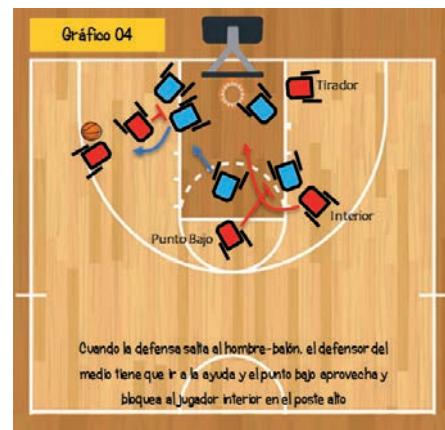 Gráfico 04
Tirador
Interior
Punto Bajo
Cuando la defensa salta al hombre-balón, el defensor del
medio tiene que ir a la ayuda y el punto bajo aprovecha y
bloquea al jugador interior en el poste alto